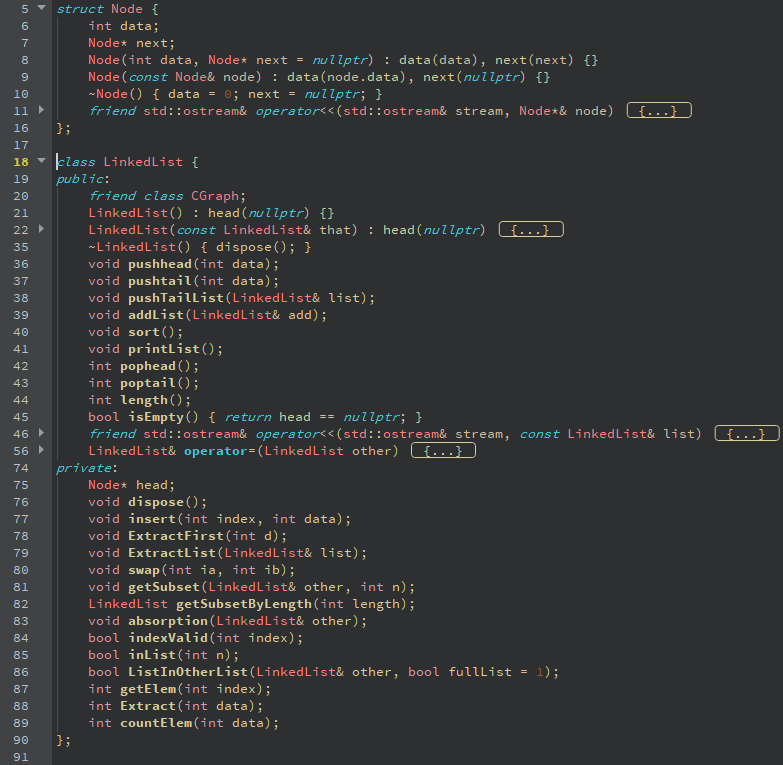 5 struct Node {
6     int data;
7     Node* next;
8     Node(int data, Node* next = nullptr) : data(data), next(next) {}
9     Node(const Node& node) : data(node.data), next(nullptr) {}
10     ~Node() { data = 0; next = nullptr; }
11     friend std::ostream& operator<<(std::ostream& stream, Node*& node) {...}
16 };
17
18 class LinkedList {
19 public:
20     friend class CGraph;
21     LinkedList() : head(nullptr) {}
22     LinkedList(const LinkedList& that) : head(nullptr) {...}
35     ~LinkedList() { dispose(); }
36     void pushhead(int data);
37     void pushtail(int data);
38     void pushTailList(LinkedList& list);
39     void addList(LinkedList& add);
40     void sort();
41     void printList();
42     int pophead();
43     int poptail();
44     int length();
45     bool isEmpty() { return head == nullptr; }
46     friend std::ostream& operator<<(std::ostream& stream, const LinkedList& list) {...}
56     LinkedList& operator=(LinkedList other) {...}
74 private:
75     Node* head;
76     void dispose();
77     void insert(int index, int data);
78     void ExtractFirst(int d);
79     void ExtractList(LinkedList& list);
80     void swap(int ia, int ib);
81     void getSubset(LinkedList& other, int n);
82     LinkedList getSubsetByLength(int length);
83     void absorption(LinkedList& other);
84     bool indexValid(int index);
85     bool inList(int n);
86     bool ListInOtherList(LinkedList& other, bool fullList = 1);
87     int getElem(int index);
88     int Extract(int data);
89     int countElem(int data);
90 };
91